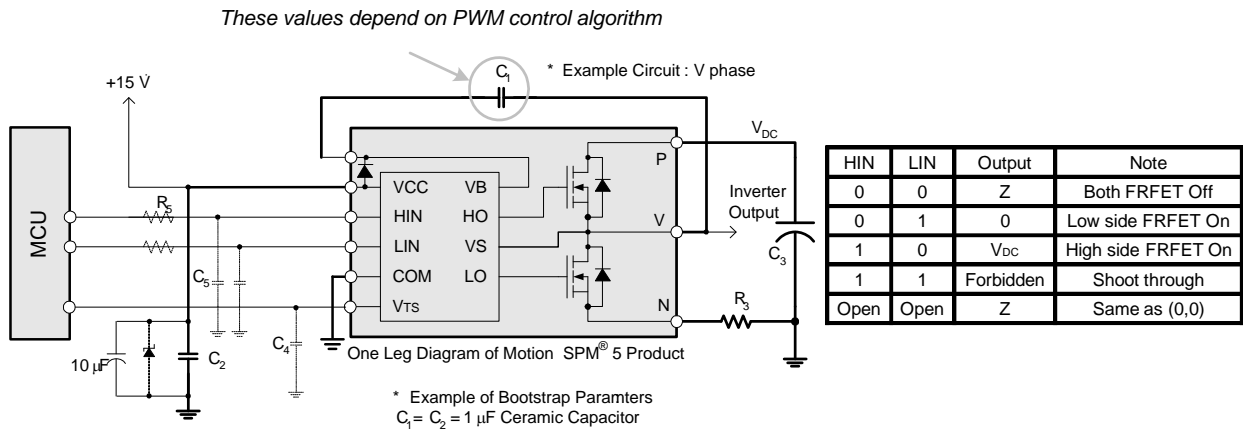 These values depend on PWM control algorithm
C1
* Example Circuit : V phase
+15 V
MCU
R5
C5
C4
10 μF
C2
VCC VB
HIN HO
LIN VS
COM LO
VTS
P
V
N
VDC
Inverter
Output
C3
R3
One Leg Diagram of Motion SPM® 5 Product
* Example of Bootstrap Paramters
C1= C2 = 1 μF Ceramic Capacitor
HIN LIN Output Note
0 0 Z Both FRFET Off
0 1 0 Low side FRFET On
1 0 VDC High side FRFET On
1 1 Forbidden Shoot through
Open Open Z Same as (0,0)